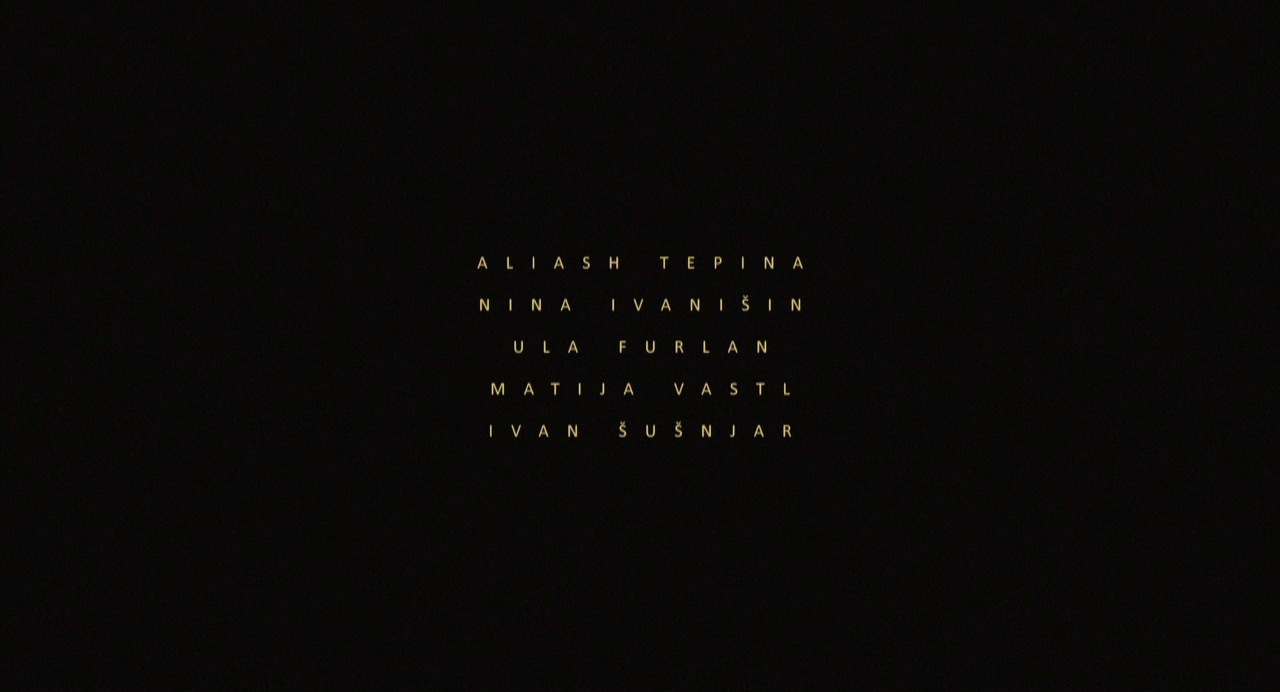 ALIASH TEPINA
NINA IVANIŠIN
ULA FURLAN
MATIJA VASTL
IVAN ŠUŠNJAR